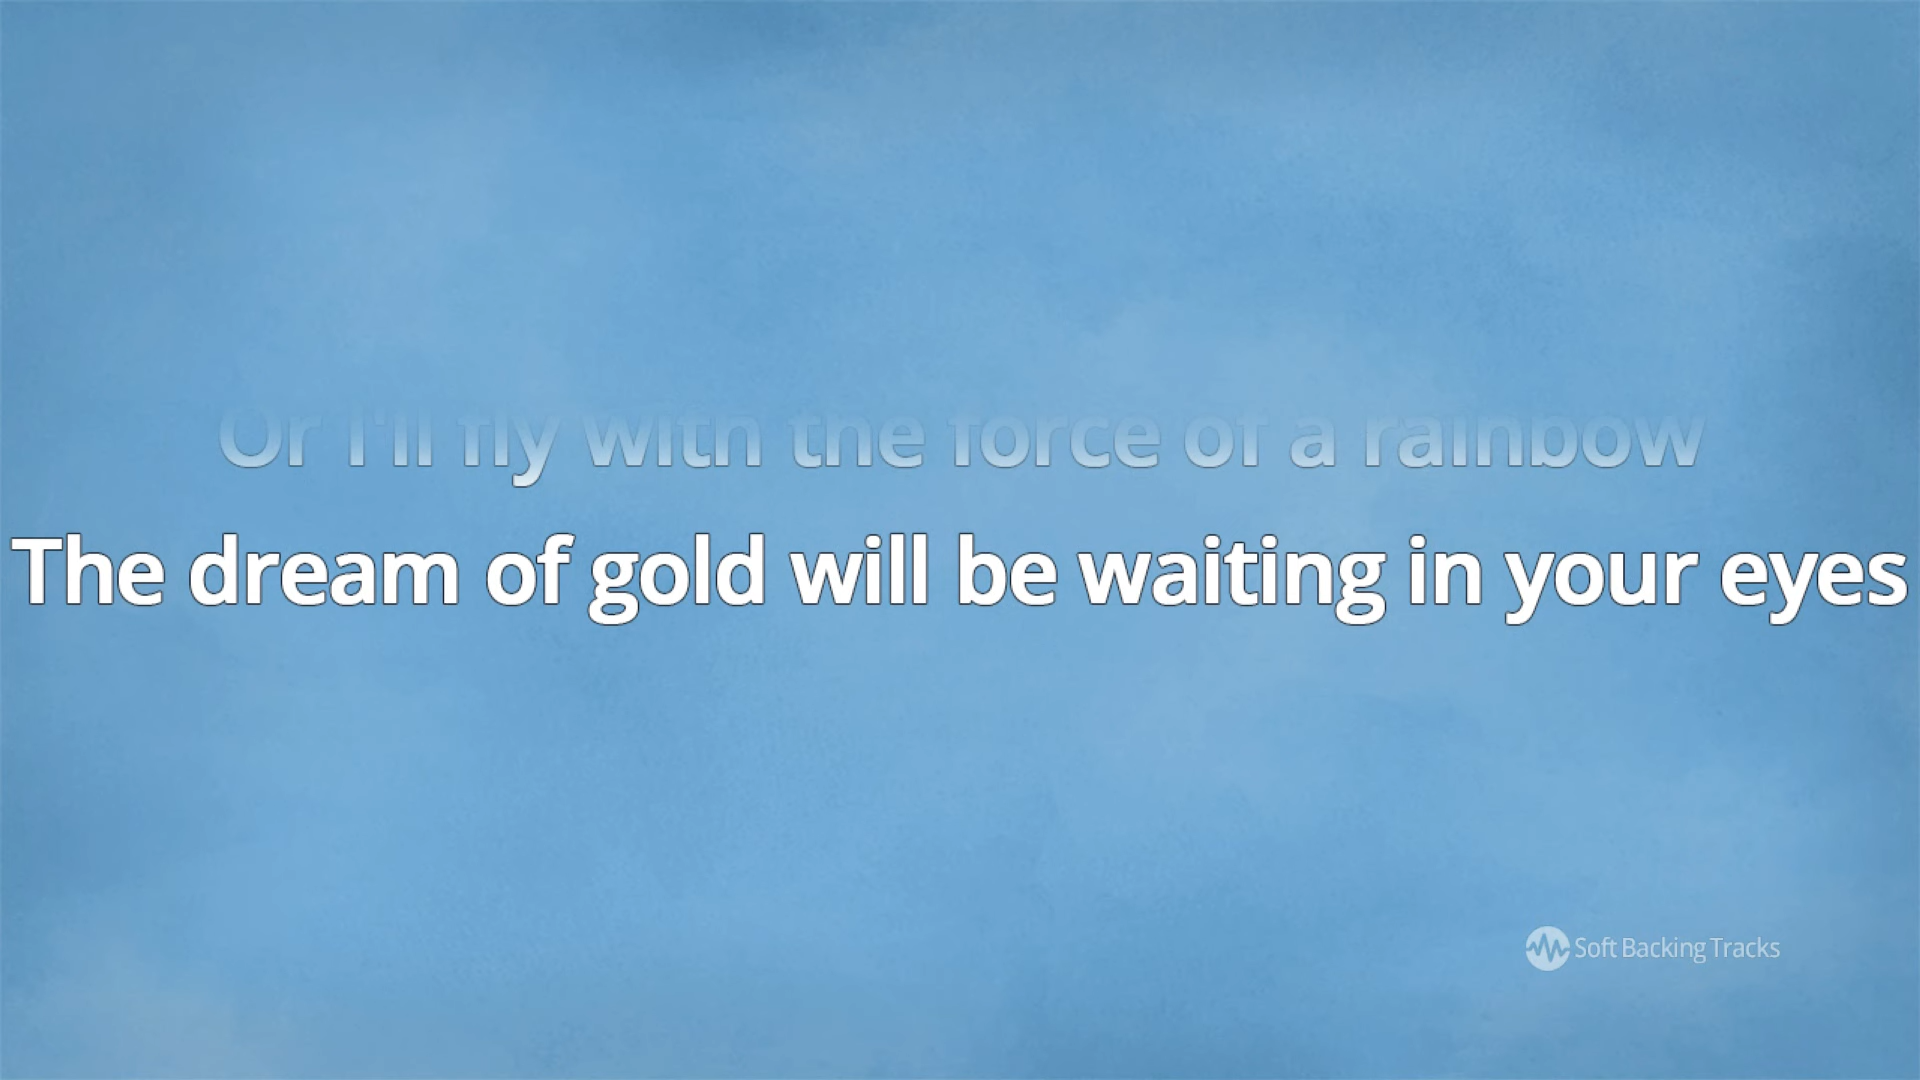 Or I'll fly with the force of a rainbow
The dream of gold will be waiting in your eyes
Soft Backing Tracks